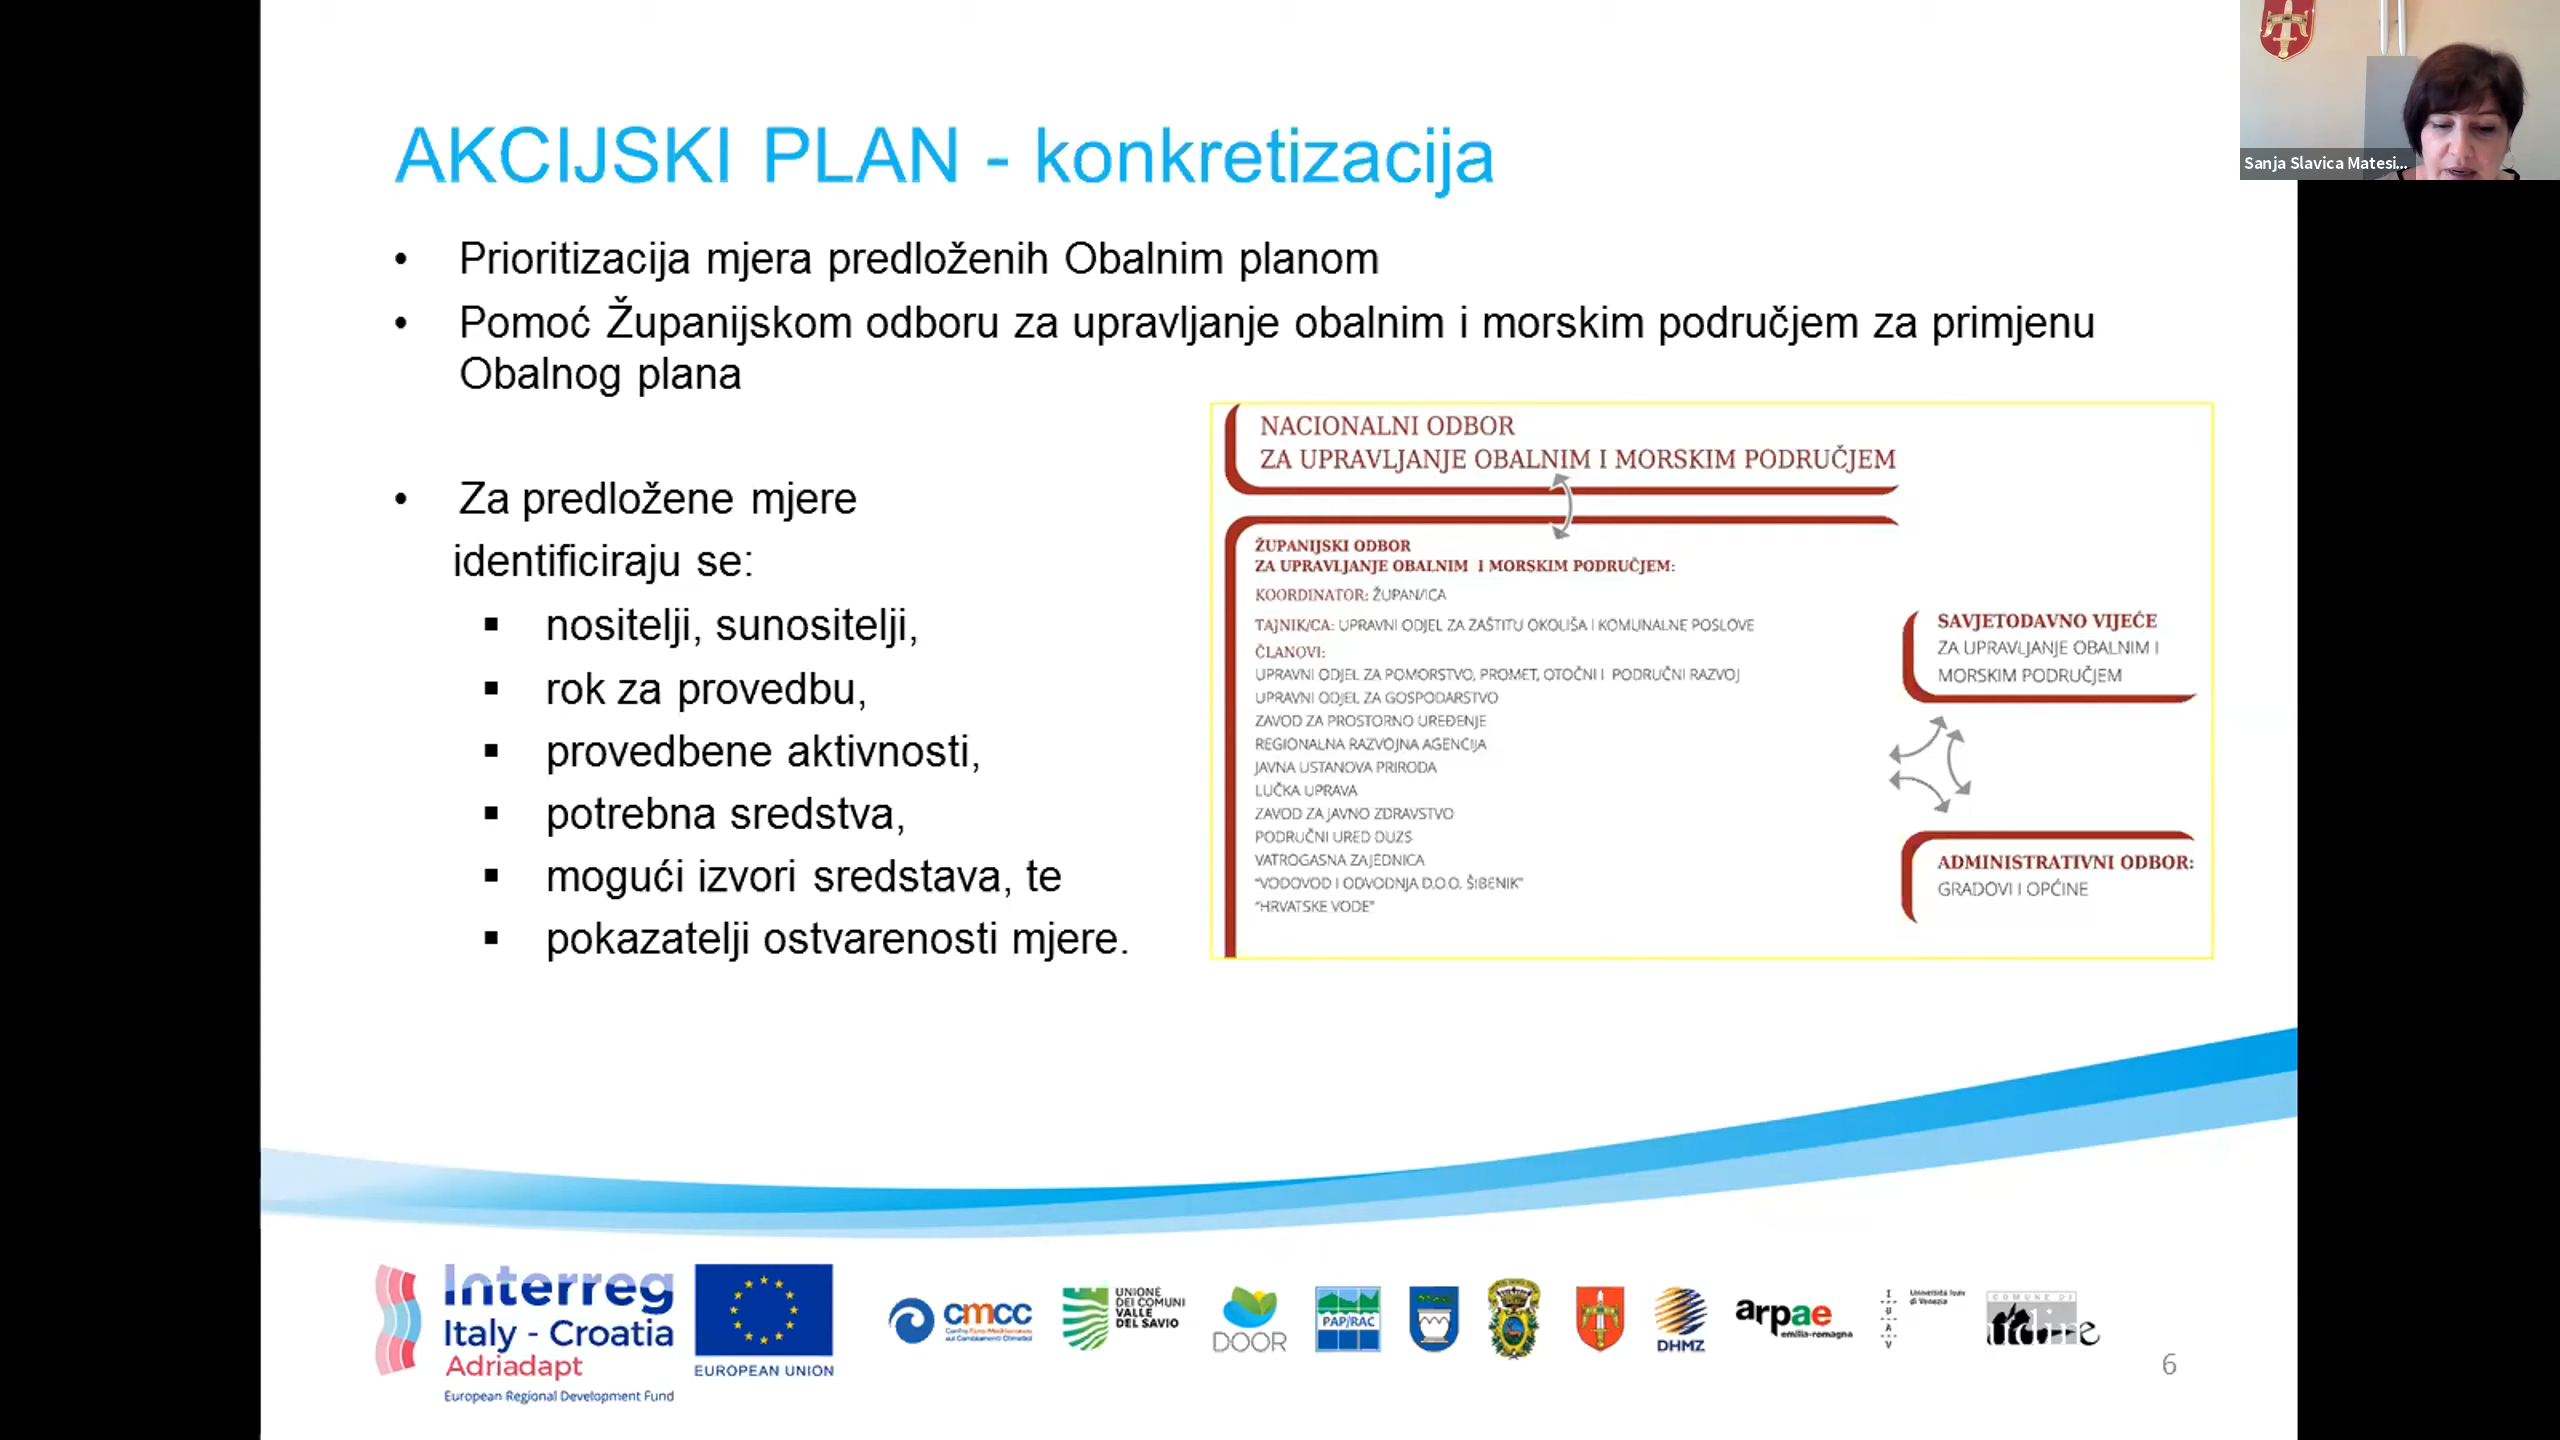 Sanja Slavica Matesi...
AKCIJSKI PLAN - konkretizacija
• Prioritizacija mjera predloženih Obalnim planom
• Pomoć Županijskom odboru za upravljanje obalnim i morskim područjem za primjenu
Obalnog plana
• Za predložene mjere
identificiraju se:
▪ nositelji, sunositelji,
▪ rok za provedbu,
▪ provedbene aktivnosti,
▪ potrebna sredstva,
▪ mogući izvori sredstava, te
▪ pokazatelji ostvarenosti mjere.
NACIONALNI ODBOR
ZA UPRAVLJANJE OBALNIM I MORSKIM PODRUČJEM
ŽUPANIJSKI ODBOR
ZA UPRAVLJANJE OBALNIM I MORSKIM PODRUČJEM:
KOORDINATOR: ŽUPAN/ICA
TAJNIK/CA: UPRAVNI ODJEL ZA ZAŠTITU OKOLIŠA I KOMUNALNE POSLOVE
ČLANOVI:
UPRAVNI ODJEL ZA POMORSTVO, PROMET, OTOČNI I PODRUČNI RAZVOJ
UPRAVNI ODJEL ZA GOSPODARSTVO
ZAVOD ZA PROSTORNO UREĐENJE
REGIONALNA RAZVOJNA AGENCIJA
JAVNA USTANOVA PRIRODA
LUČKA UPRAVA
ZAVOD ZA JAVNO ZDRAVSTVO
PODRUČNI URED DUZS
VATROGASNA ZAJEDNICA
“VODOVOD I ODVODNJA D.O.O. ŠIBENIK”
“HRVATSKE VODE”
SAVJETODAVNO VIJEĆE
ZA UPRAVLJANJE OBALNIM I
MORSKIM PODRUČJEM
ADMINISTRATIVNI ODBOR:
GRADOVI I OPĆINE
Interreg
Italy - Croatia
Adriadapt
European Regional Development Fund
EUROPEAN UNION
cmcc
UNIONE
DEI COMUNI
VALLE
DEL SAVIO
DOOR
PAP/RAC
DHMZ
arpae
emilia-romagna
I
U
A
V
Università Iuav
di Venezia
COMUNE DI
6